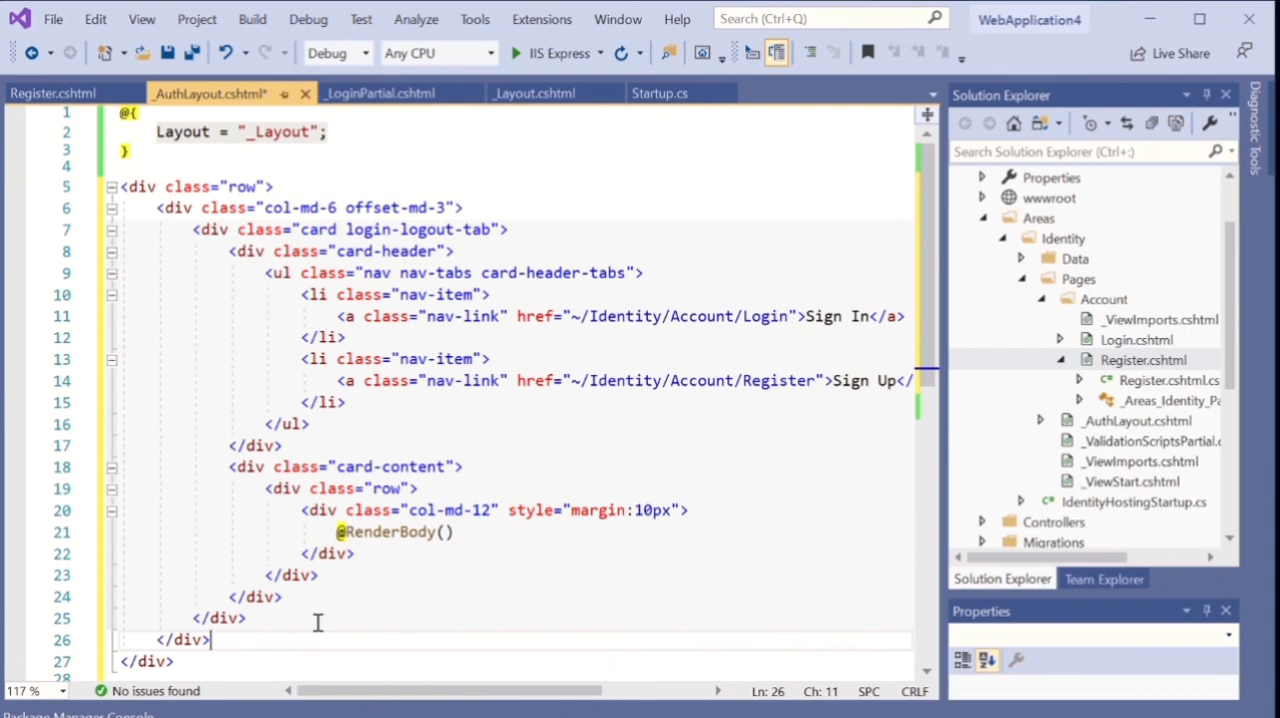 File Edit View Project Build Debug Test Analyze Tools Extensions Window Help Search (Ctrl+Q) WebApplication4
Debug Any CPU IIS Express Live Share
Register.cshtml _AuthLayout.cshtml* _LoginPartial.cshtml _Layout.cshtml Startup.cs
1 @{
2 Layout = "_Layout";
3 }
4
5 <div class="row">
6 <div class="col-md-6 offset-md-3">
7 <div class="card login-logout-tab">
8 <div class="card-header">
9 <ul class="nav nav-tabs card-header-tabs">
10 <li class="nav-item">
11 <a class="nav-link" href="~/Identity/Account/Login">Sign In</a>
12 </li>
13 <li class="nav-item">
14 <a class="nav-link" href="~/Identity/Account/Register">Sign Up</
15 </li>
16 </ul>
17 </div>
18 <div class="card-content">
19 <div class="row">
20 <div class="col-md-12" style="margin:10px">
21 @RenderBody()
22 </div>
23 </div>
24 </div>
25 </div>
26 </div>
27 </div>
28
117 % No issues found Ln: 26 Ch: 11 SPC CRLF
Package Manager Console
Solution Explorer
Search Solution Explorer (Ctrl+;)
Properties
wwwroot
Areas
Identity
Data
Pages
Account
_ViewImports.cshtml
Login.cshtml
Register.cshtml
Register.cshtml.cs
_Areas_Identity_Pa
_AuthLayout.cshtml
_ValidationScriptsPartial.c
_ViewImports.cshtml
_ViewStart.cshtml
IdentityHostingStartup.cs
Controllers
Migrations
Solution Explorer Team Explorer
Properties
Diagnostic Tools